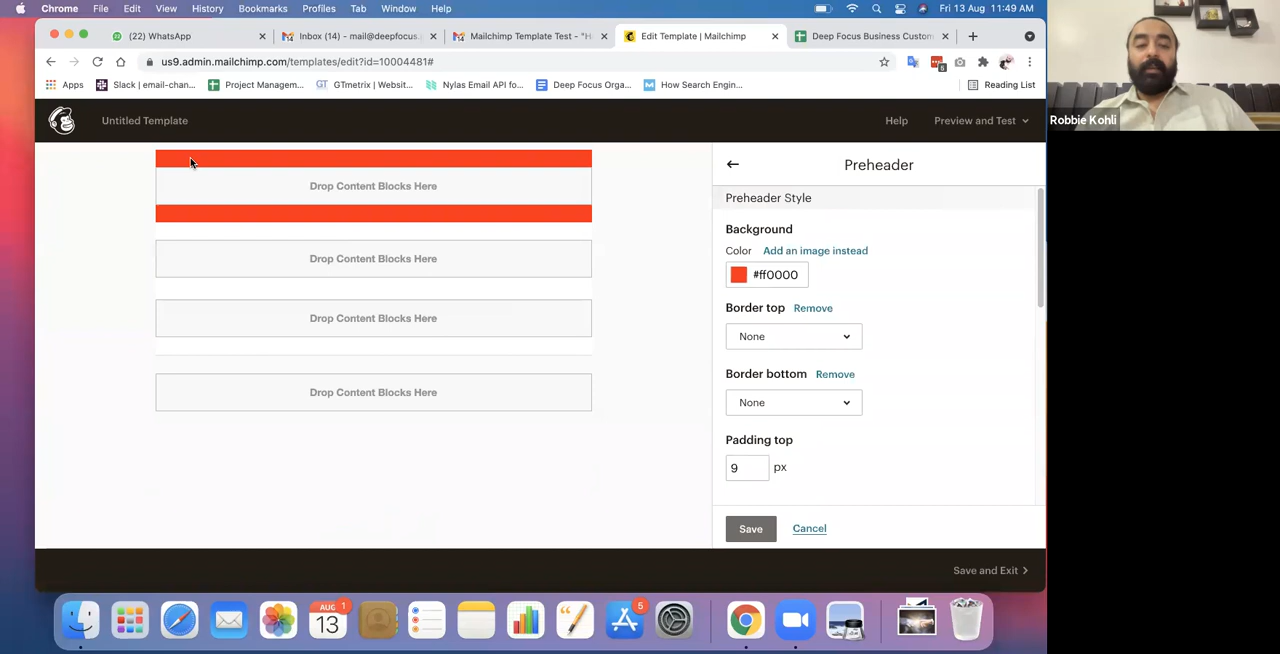 Chrome File Edit View History Bookmarks Profiles Tab Window Help Fri 13 Aug 11:49 AM
(22) WhatsApp
Inbox (14) - mail@deepfocus.
Mailchimp Template Test - "H
Edit Template | Mailchimp
Deep Focus Business Custom
us9.admin.mailchimp.com/templates/edit?id=10004481#
6
Apps
Slack | email-chan...
Project Managem...
GT GTmetrix | Websit...
Nylas Email API fo...
Deep Focus Orga...
How Search Engin...
Reading List
Robbie Kohli
Untitled Template
Help
Preview and Test
Preheader
Drop Content Blocks Here
Drop Content Blocks Here
Drop Content Blocks Here
Drop Content Blocks Here
Preheader Style
Background
Color Add an image instead
#ff0000
Border top Remove
None
Border bottom Remove
None
Padding top
9 px
Save Cancel
Save and Exit
AUG 1
13
5